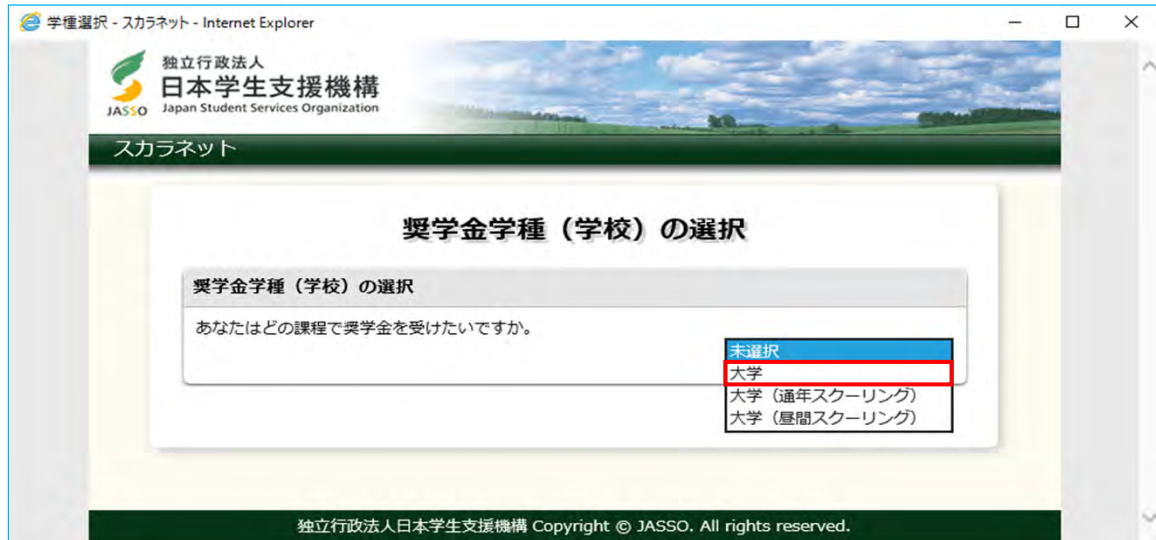 学種選択 - スカラネット - Internet Explorer
独立行政法人
日本学生支援機構
JASSO Japan Student Services Organization
スカラネット
奨学金学種（学校）の選択
奨学金学種（学校）の選択
あなたはどの課程で奨学金を受けたいですか。
未選択
大学
大学（通年スクーリング）
大学（昼間スクーリング）
独立行政法人日本学生支援機構 Copyright © JASSO. All rights reserved.